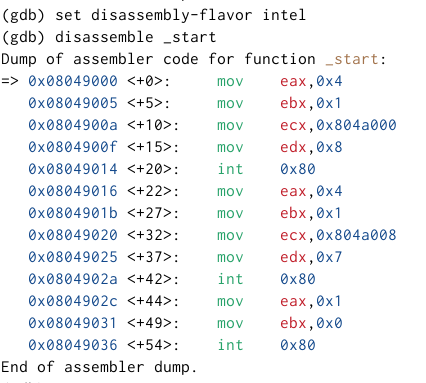 (gdb) set disassembly-flavor intel
(gdb) disassemble _start
Dump of assembler code for function _start:
=> 0x08049000 <+0>:     mov    eax,0x4
   0x08049005 <+5>:     mov    ebx,0x1
   0x0804900a <+10>:    mov    ecx,0x804a000
   0x0804900f <+15>:    mov    edx,0x8
   0x08049014 <+20>:    int    0x80
   0x08049016 <+22>:    mov    eax,0x4
   0x0804901b <+27>:    mov    ebx,0x1
   0x08049020 <+32>:    mov    ecx,0x804a008
   0x08049025 <+37>:    mov    edx,0x7
   0x0804902a <+42>:    int    0x80
   0x0804902c <+44>:    mov    eax,0x1
   0x08049031 <+49>:    mov    ebx,0x0
   0x08049036 <+54>:    int    0x80
End of assembler dump.